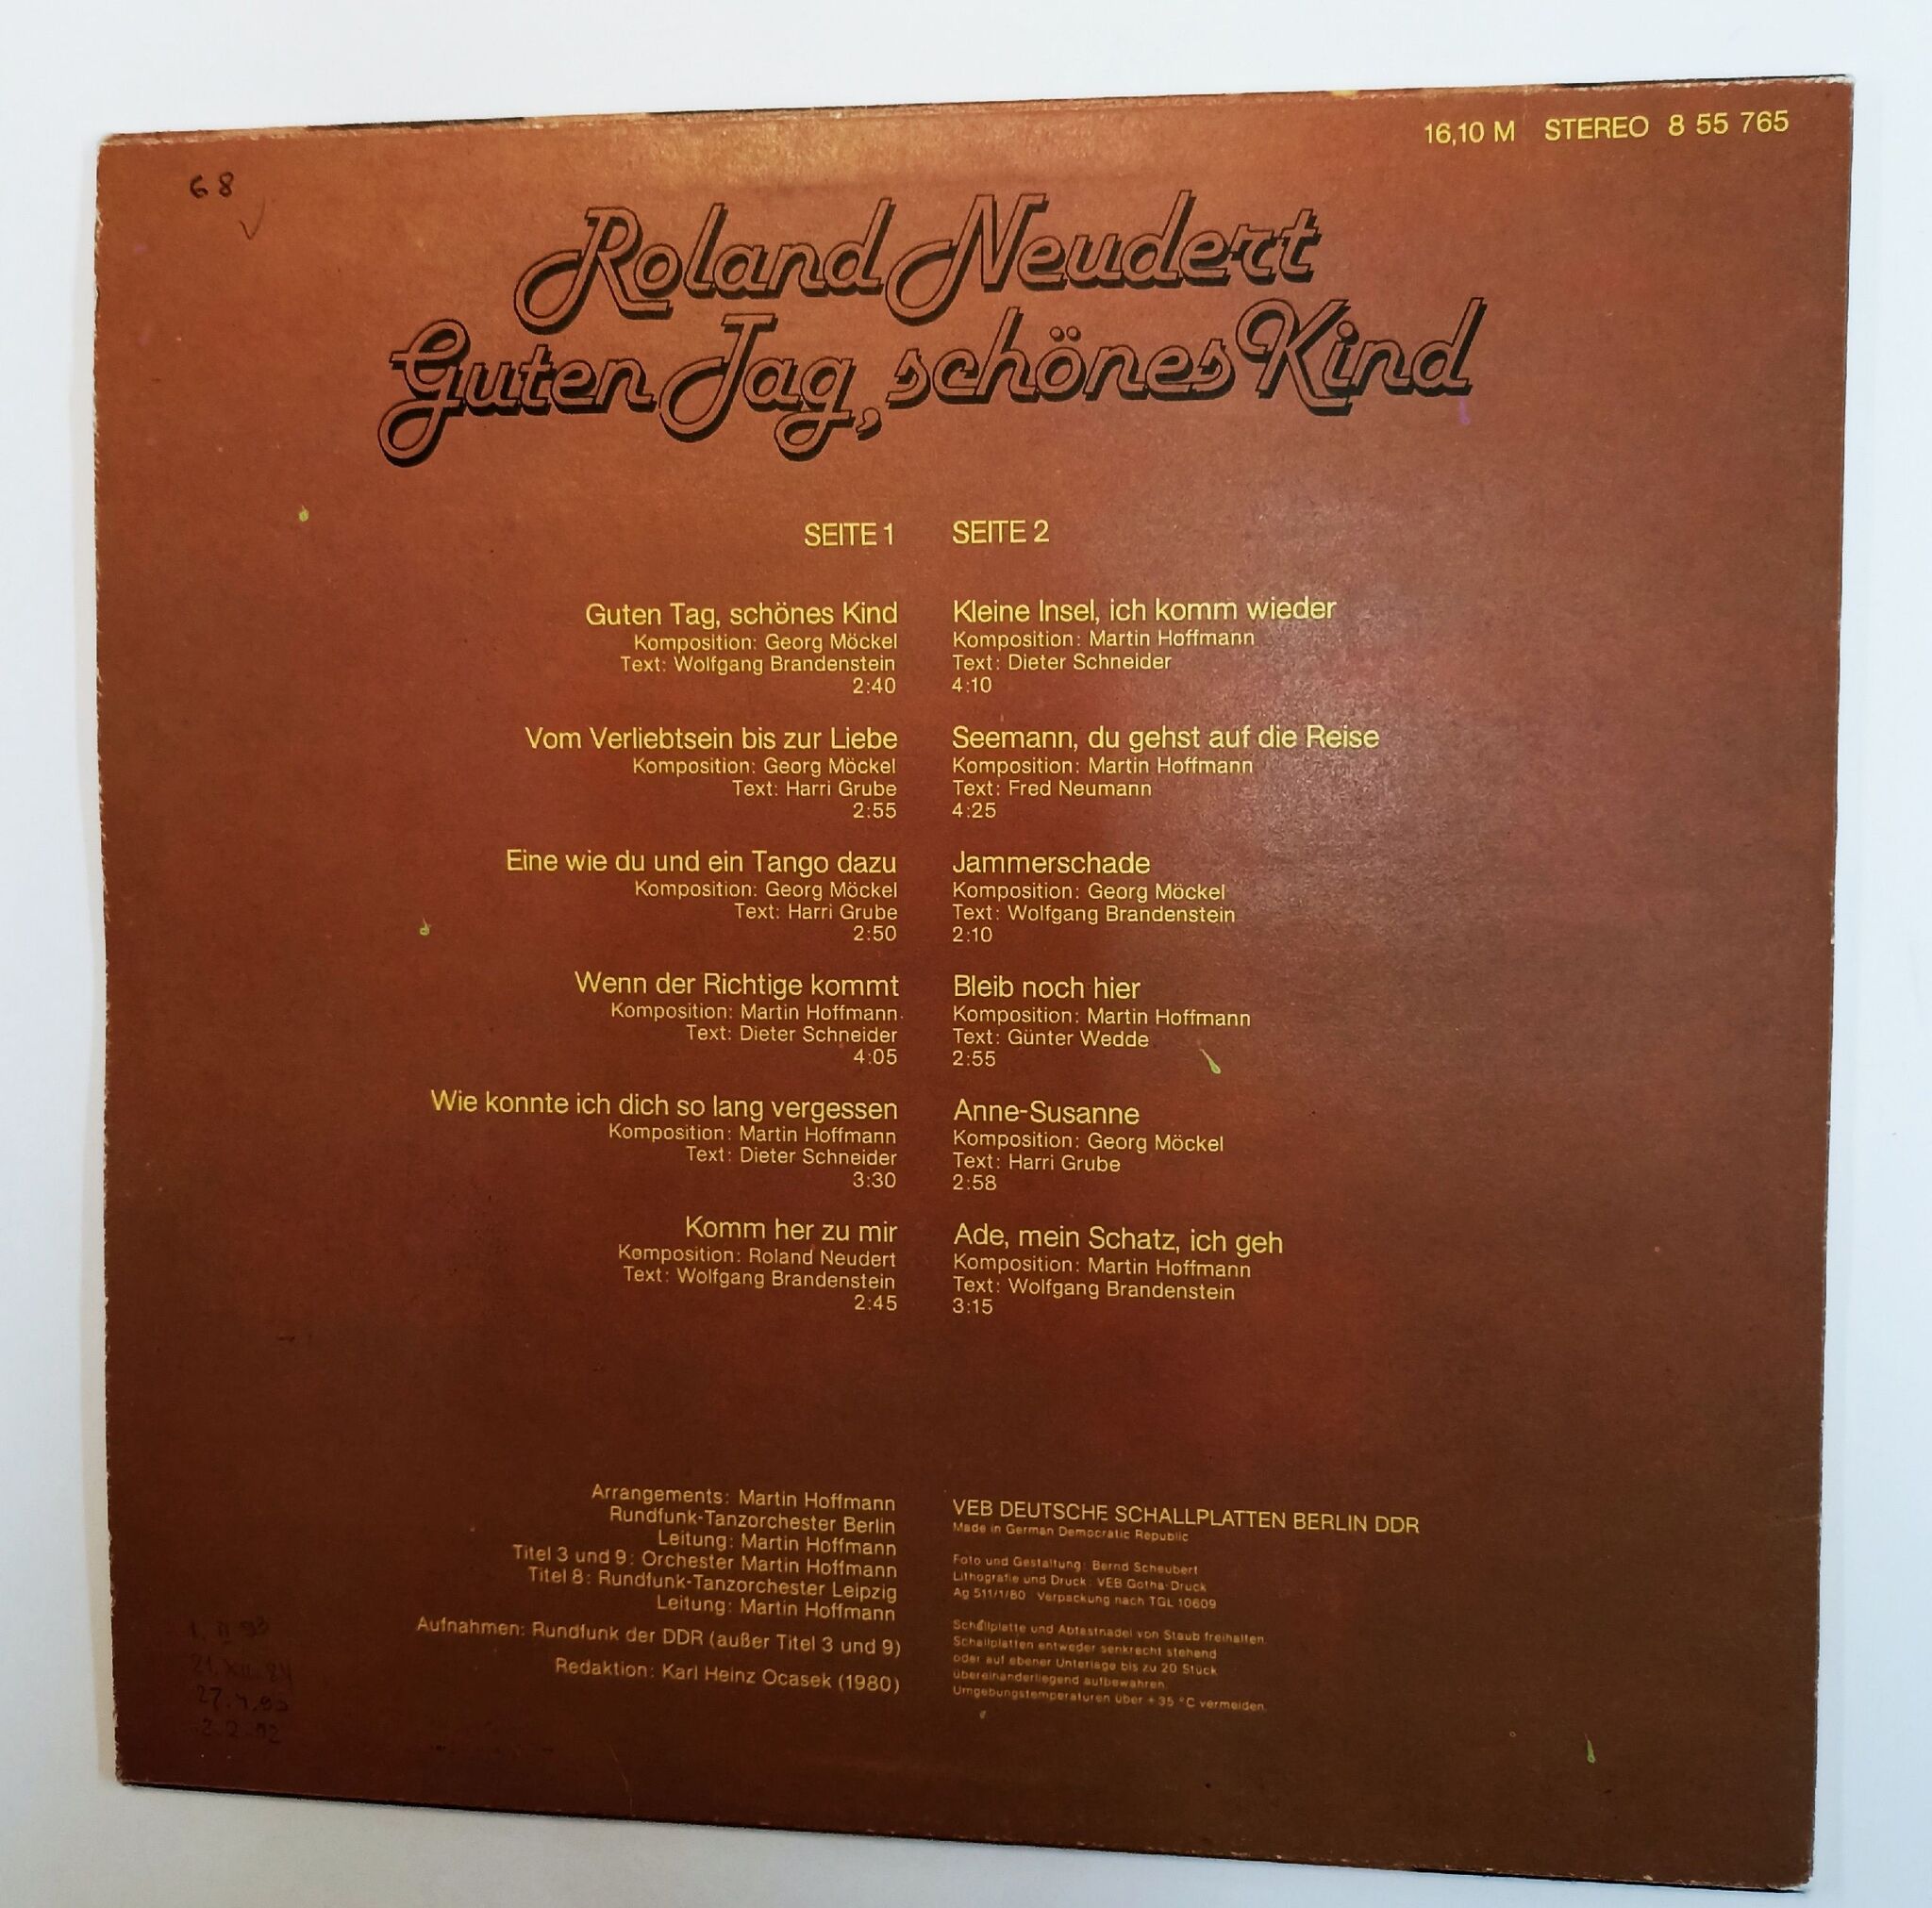 68
16,10 M STEREO 8 55 765
Roland Neudert
Guten Tag, schönes Kind
SEITE 1
Guten Tag, schönes Kind
Komposition: Georg Möckel
Text: Wolfgang Brandenstein
2:40
Vom Verliebtsein bis zur Liebe
Komposition: Georg Möckel
Text: Harri Grube
2:55
Eine wie du und ein Tango dazu
Komposition: Georg Möckel
Text: Harri Grube
2:50
Wenn der Richtige kommt
Komposition: Martin Hoffmann
Text: Dieter Schneider
4:05
Wie konnte ich dich so lang vergessen
Komposition: Martin Hoffmann
Text: Dieter Schneider
3:30
Komm her zu mir
Komposition: Roland Neudert
Text: Wolfgang Brandenstein
2:45
SEITE 2
Kleine Insel, ich komm wieder
Komposition: Martin Hoffmann
Text: Dieter Schneider
4:10
Seemann, du gehst auf die Reise
Komposition: Martin Hoffmann
Text: Fred Neumann
4:25
Jammerschade
Komposition: Georg Möckel
Text: Wolfgang Brandenstein
2:10
Bleib noch hier
Komposition: Martin Hoffmann
Text: Günter Wedde
2:55
Anne-Susanne
Komposition: Georg Möckel
Text: Harri Grube
2:58
Ade, mein Schatz, ich geh
Komposition: Martin Hoffmann
Text: Wolfgang Brandenstein
3:15
Arrangements: Martin Hoffmann
Rundfunk-Tanzorchester Berlin
Leitung: Martin Hoffmann
Titel 3 und 9: Orchester Martin Hoffmann
Titel 8: Rundfunk-Tanzorchester Leipzig
Leitung: Martin Hoffmann
Aufnahmen: Rundfunk der DDR (außer Titel 3 und 9)
Redaktion: Karl Heinz Ocasek (1980)
VEB DEUTSCHE SCHALLPLATTEN BERLIN DDR
Made in German Democratic Republic
Foto und Gestaltung: Bernd Scheubert
Lithografie und Druck: VEB Gotha-Druck
Ag 511/1/80 Verpackung nach TGL 10609
Schallplatte und Abtastnadel von Staub freihalten.
Schallplatten entweder senkrecht stehend
oder auf ebener Unterlage bis zu 20 Stück
übereinanderliegend aufbewahren.
Umgebungstemperaturen über + 35 °C vermeiden.